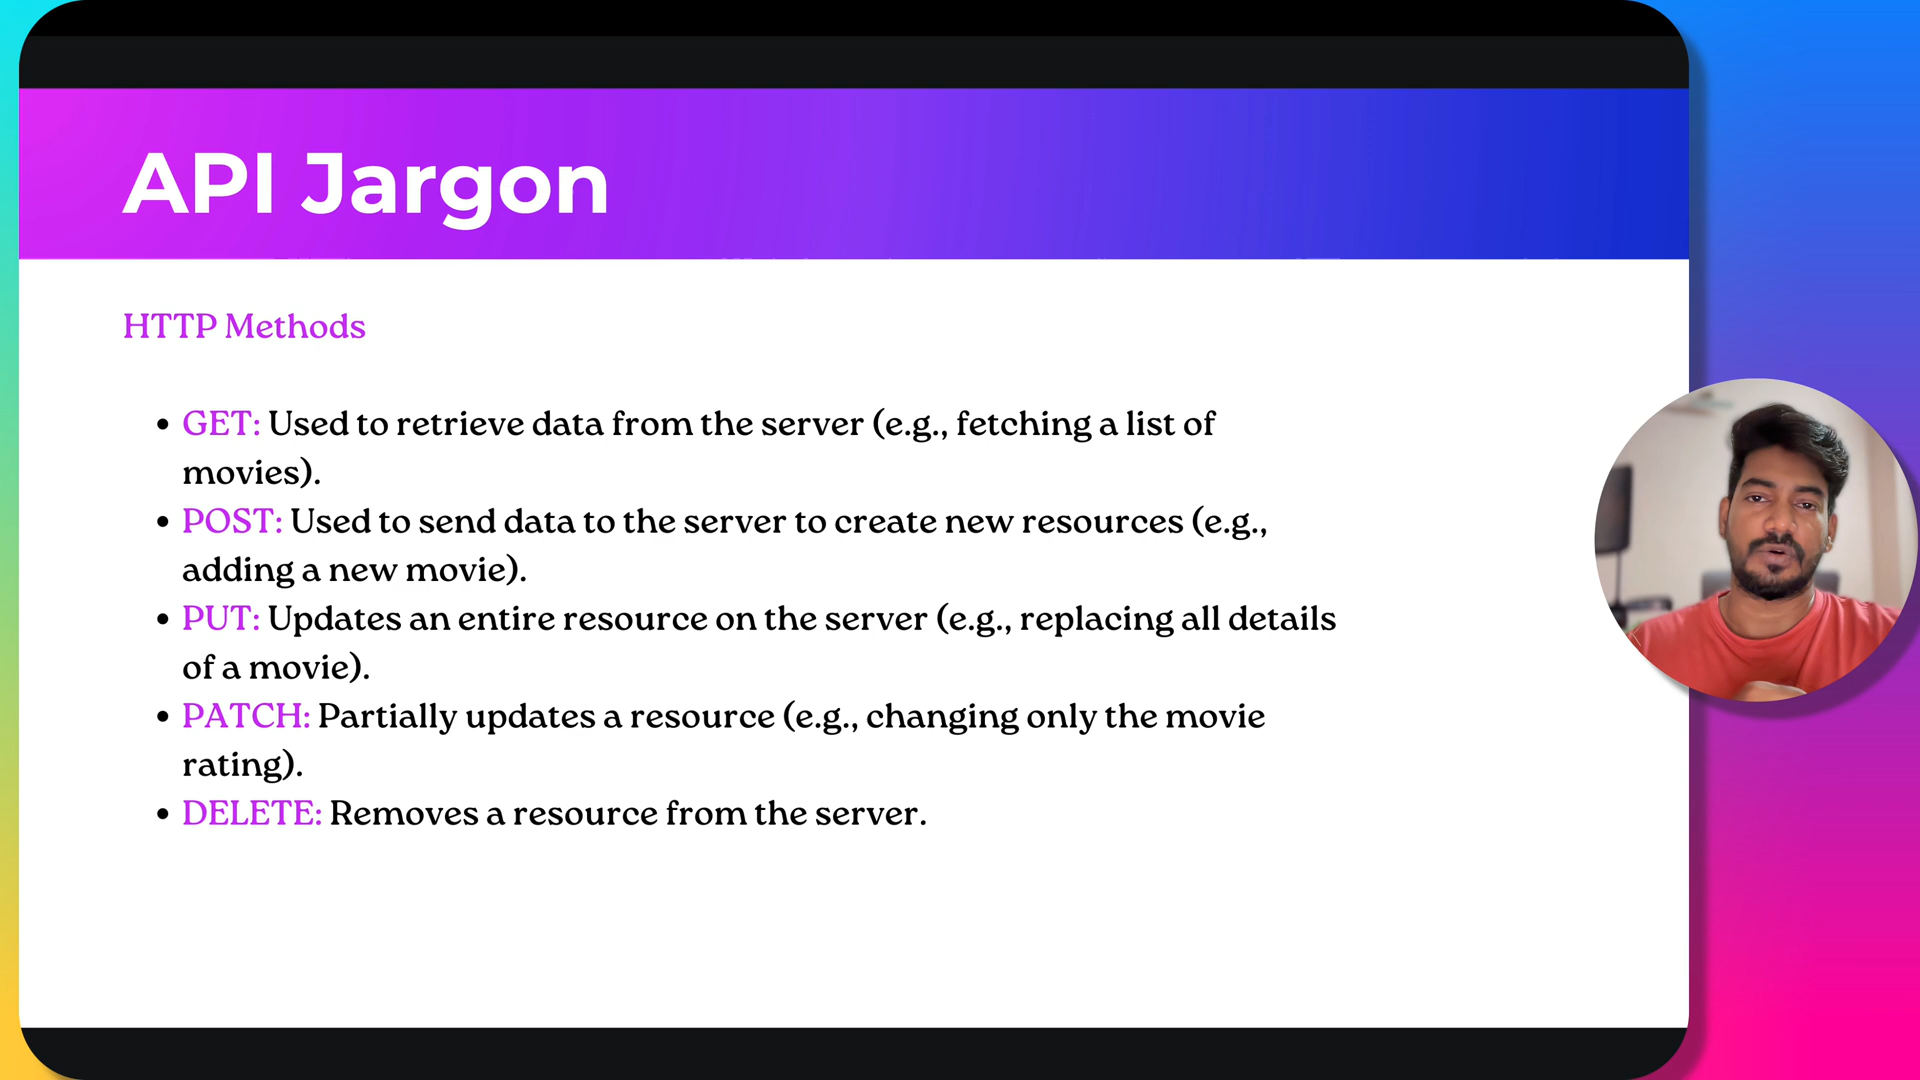 API Jargon
HTTP Methods
• GET: Used to retrieve data from the server (e.g., fetching a list of
movies).
• POST: Used to send data to the server to create new resources (e.g.,
adding a new movie).
• PUT: Updates an entire resource on the server (e.g., replacing all details
of a movie).
• PATCH: Partially updates a resource (e.g., changing only the movie
rating).
• DELETE: Removes a resource from the server.